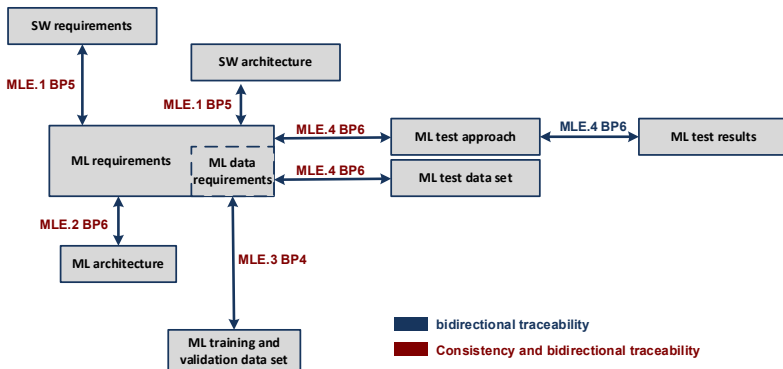 SW requirements
SW architecture
MLE.1 BP5
MLE.1 BP5
MLE.4 BP6
MLE.4 BP6
ML test approach
ML test results
ML requirements
ML data
requirements
MLE.4 BP6
ML test data set
MLE.2 BP6
ML architecture
MLE.3 BP4
bidirectional traceability
ML training and
validation data set
Consistency and bidirectional traceability